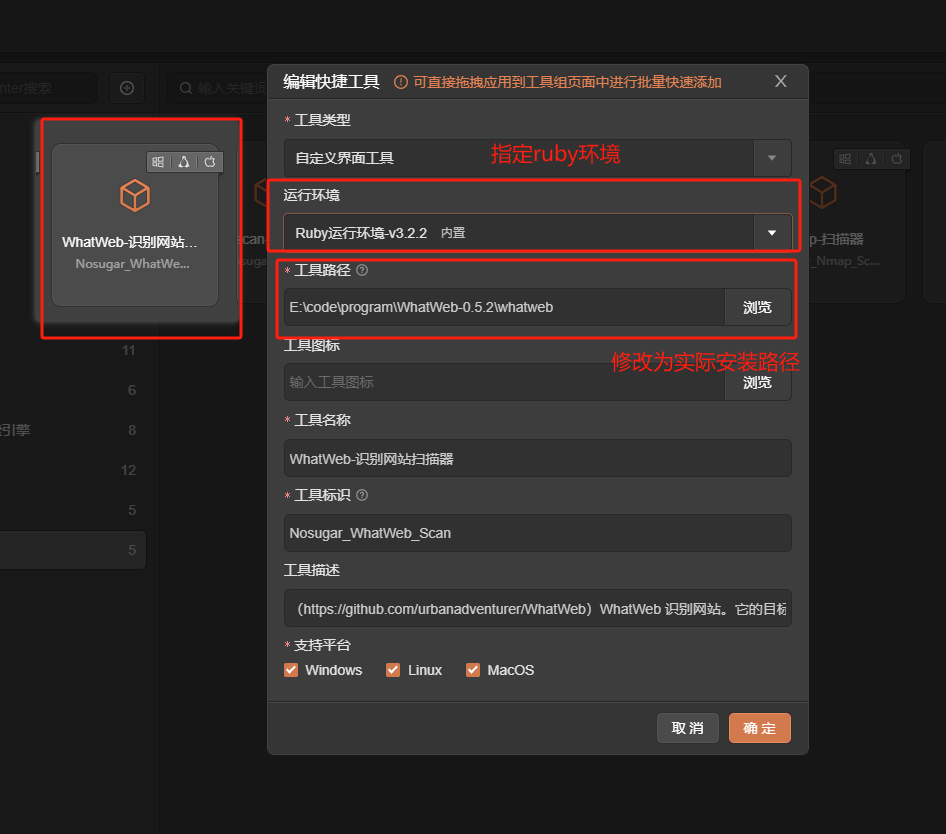 编辑快捷工具
可直接拖拽应用到工具组页面中进行批量快速添加
X
nter搜索
输入关键词
* 工具类型
自定义界面工具
指定ruby环境
运行环境
Ruby运行环境-v3.2.2 内置
WhatWeb-识别网站...
Nosugar_WhatWe...
scan
osuga
p-扫描器
_Nmap_Sc...
* 工具路径
E:\code\program\WhatWeb-0.5.2\whatweb
浏览
工具图标
修改为实际安装路径
输入工具图标
浏览
11
6
引擎
8
12
5
5
* 工具名称
WhatWeb-识别网站扫描器
* 工具标识
Nosugar_WhatWeb_Scan
工具描述
（https://github.com/urbanadventurer/WhatWeb）WhatWeb 识别网站。它的目标
* 支持平台
Windows
Linux
MacOS
取 消
确 定